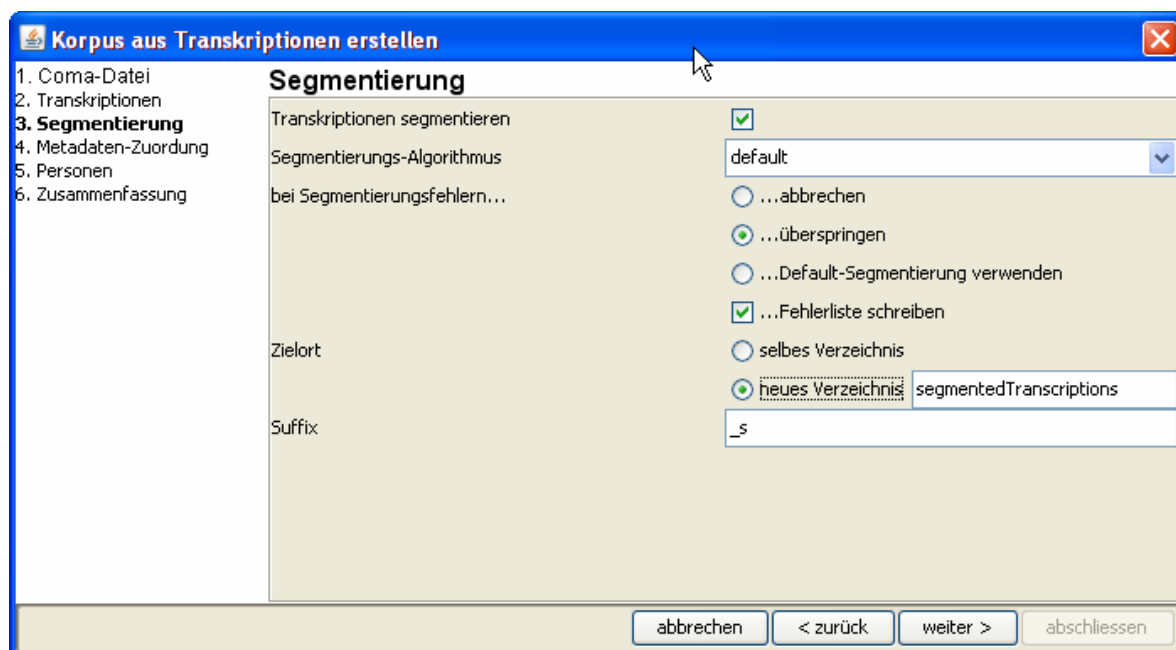 Korpus aus Transkriptionen erstellen
1. Coma-Datei
2. Transkriptionen
3. Segmentierung
4. Metadaten-Zuordung
5. Personen
6. Zusammenfassung
Segmentierung
Transkriptionen segmentieren
Segmentierungs-Algorithmus default
bei Segmentierungsfehlern... ...abbrechen
...überspringen
...Default-Segmentierung verwenden
...Fehlerliste schreiben
Zielort selbes Verzeichnis
neues Verzeichnis segmentedTranscriptions
Suffix _s
abbrechen < zurück weiter > abschliessen